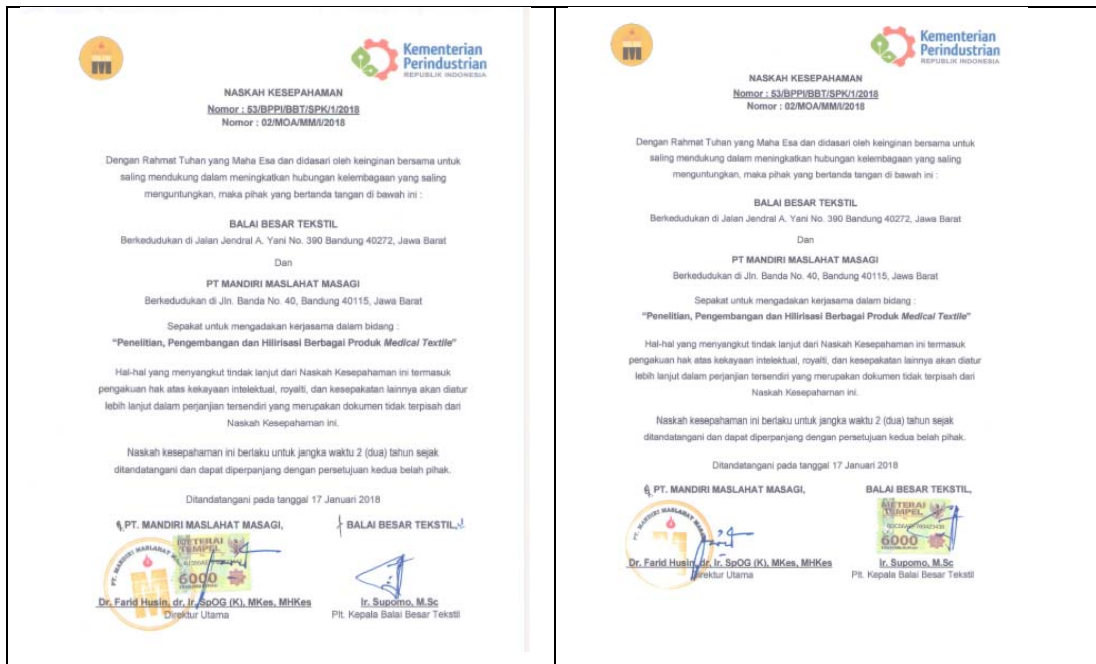 Kementerian
Perindustrian
REPUBLIK INDONESIA
NASKAH KESEPAHAMAN
Nomor : 53/BPPI/BBT/SPK/1/2018
Nomor : 02/MOA/MM/I/2018
Dengan Rahmat Tuhan yang Maha Esa dan didasari oleh keinginan bersama untuk
saling mendukung dalam meningkatkan hubungan kelembagaan yang saling
menguntungkan, maka pihak yang bertanda tangan di bawah ini :
BALAI BESAR TEKSTIL
Berkedudukan di Jalan Jendral A. Yani No. 390 Bandung 40272, Jawa Barat
Dan
PT MANDIRI MASLAHAT MASAGI
Berkedudukan di Jln. Banda No. 40, Bandung 40115, Jawa Barat
Sepakat untuk mengadakan kerjasama dalam bidang :
"Penelitian, Pengembangan dan Hilirisasi Berbagai Produk Medical Textile"
Hal-hal yang menyangkut tindak lanjut dari Naskah Kesepahaman ini termasuk
pengakuan hak atas kekayaan intelektual, royalti, dan kesepakatan lainnya akan diatur
lebih lanjut dalam perjanjian tersendiri yang merupakan dokumen tidak terpisah dari
Naskah Kesepahaman ini.
Naskah kesepahaman ini berlaku untuk jangka waktu 2 (dua) tahun sejak
ditandatangani dan dapat diperpanjang dengan persetujuan kedua belah pihak.
Ditandatangani pada tanggal 17 Januari 2018
PT. MANDIRI MASLAHAT MASAGI,
BALAI BESAR TEKSTIL,
PT. MANDIRI MASLAHAT
METERAI
TEMPEL
6000
Dr. Farid Husin, dr, Ir, SpOG (K), MKes, MHKes
Direktur Utama
Ir. Supomo, M.Sc
Plt. Kepala Balai Besar Tekstil
Kementerian
Perindustrian
REPUBLIK INDONESIA
NASKAH KESEPAHAMAN
Nomor : 53/BPPI/BBT/SPK/1/2018
Nomor : 02/MOA/MM/I/2018
Dengan Rahmat Tuhan yang Maha Esa dan didasari oleh keinginan bersama untuk
saling mendukung dalam meningkatkan hubungan kelembagaan yang saling
menguntungkan, maka pihak yang bertanda tangan di bawah ini :
BALAI BESAR TEKSTIL
Berkedudukan di Jalan Jendral A. Yani No. 390 Bandung 40272, Jawa Barat
Dan
PT MANDIRI MASLAHAT MASAGI
Berkedudukan di Jln. Banda No. 40, Bandung 40115, Jawa Barat
Sepakat untuk mengadakan kerjasama dalam bidang :
"Penelitian, Pengembangan dan Hilirisasi Berbagai Produk Medical Textile"
Hal-hal yang menyangkut tindak lanjut dari Naskah Kesepahaman ini termasuk
pengakuan hak atas kekayaan intelektual, royalti, dan kesepakatan lainnya akan diatur
lebih lanjut dalam perjanjian tersendiri yang merupakan dokumen tidak terpisah dari
Naskah Kesepahaman ini.
Naskah kesepahaman ini berlaku untuk jangka waktu 2 (dua) tahun sejak
ditandatangani dan dapat diperpanjang dengan persetujuan kedua belah pihak.
Ditandatangani pada tanggal 17 Januari 2018
PT. MANDIRI MASLAHAT MASAGI,
BALAI BESAR TEKSTIL,
PT. MANDIRI MASLAHAT
METERAI
TEMPEL
6000
Dr. Farid Husin, dr, Ir. SpOG (K), MKes, MHKes
Direktur Utama
Ir. Supomo, M.Sc
Plt. Kepala Balai Besar Tekstil